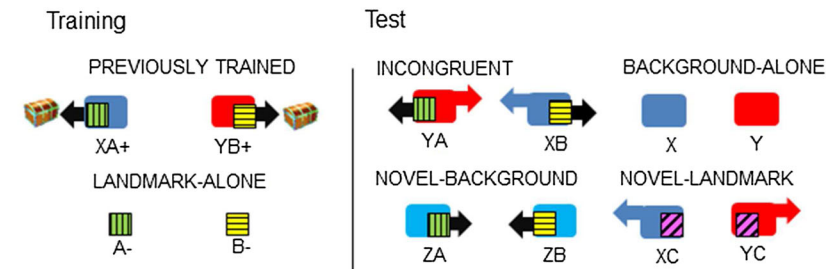 Training
PREVIOUSLY TRAINED
XA+ YB+
LANDMARK-ALONE
A- B-
Test
INCONGRUENT
YA XB
BACKGROUND-ALONE
X Y
NOVEL-BACKGROUND
ZA ZB
NOVEL-LANDMARK
XC YC